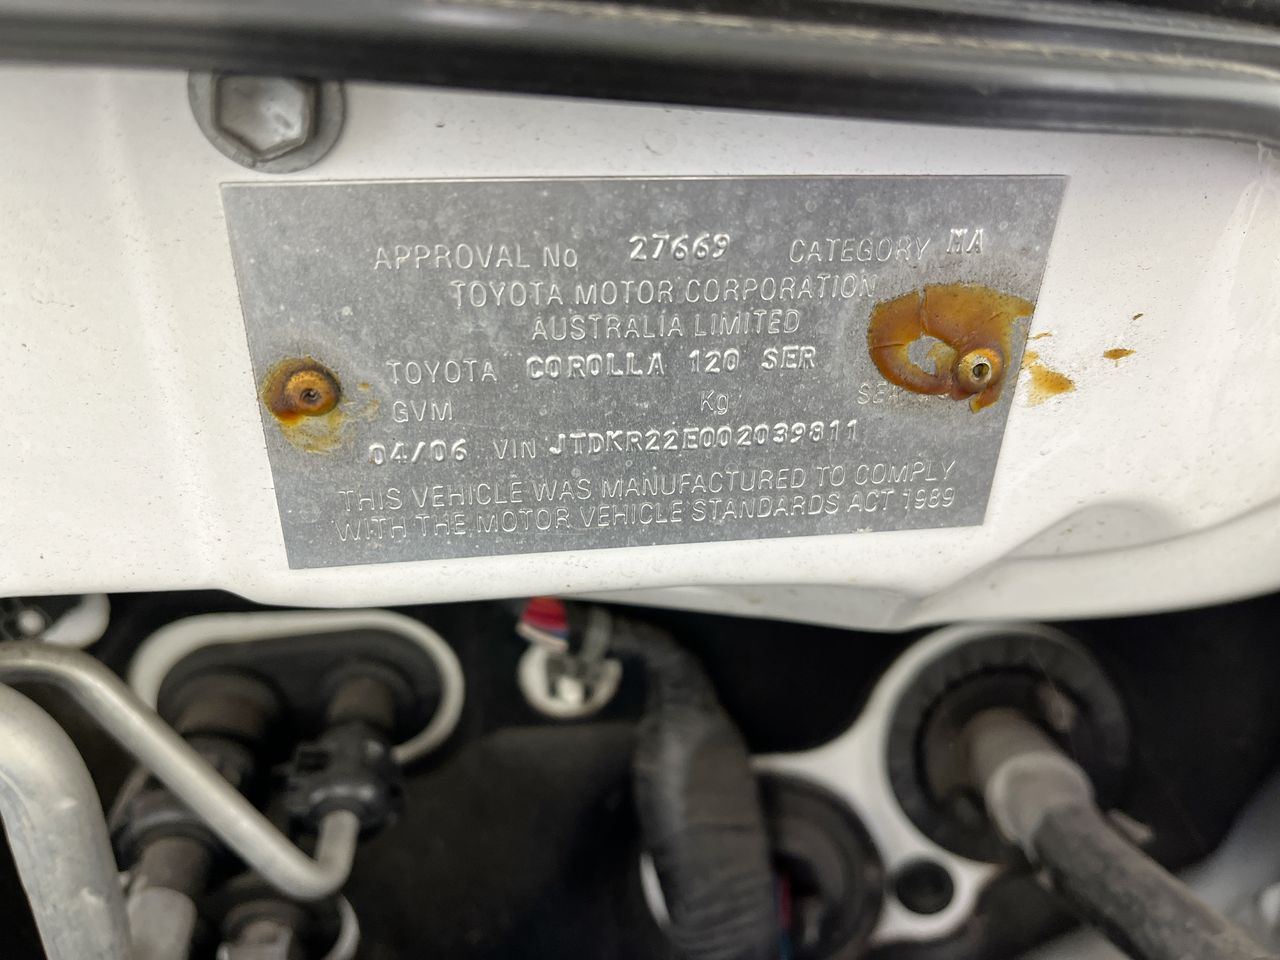 APPROVAL No 27669 CATEGORY MA
TOYOTA MOTOR CORPORATION
AUSTRALIA LIMITED
TOYOTA COROLLA 120 SER
GVM Kg
04/06 VIN JTDKR22E002039811
THIS VEHICLE WAS MANUFACTURED TO COMPLY
WITH THE MOTOR VEHICLE STANDARDS ACT 1989